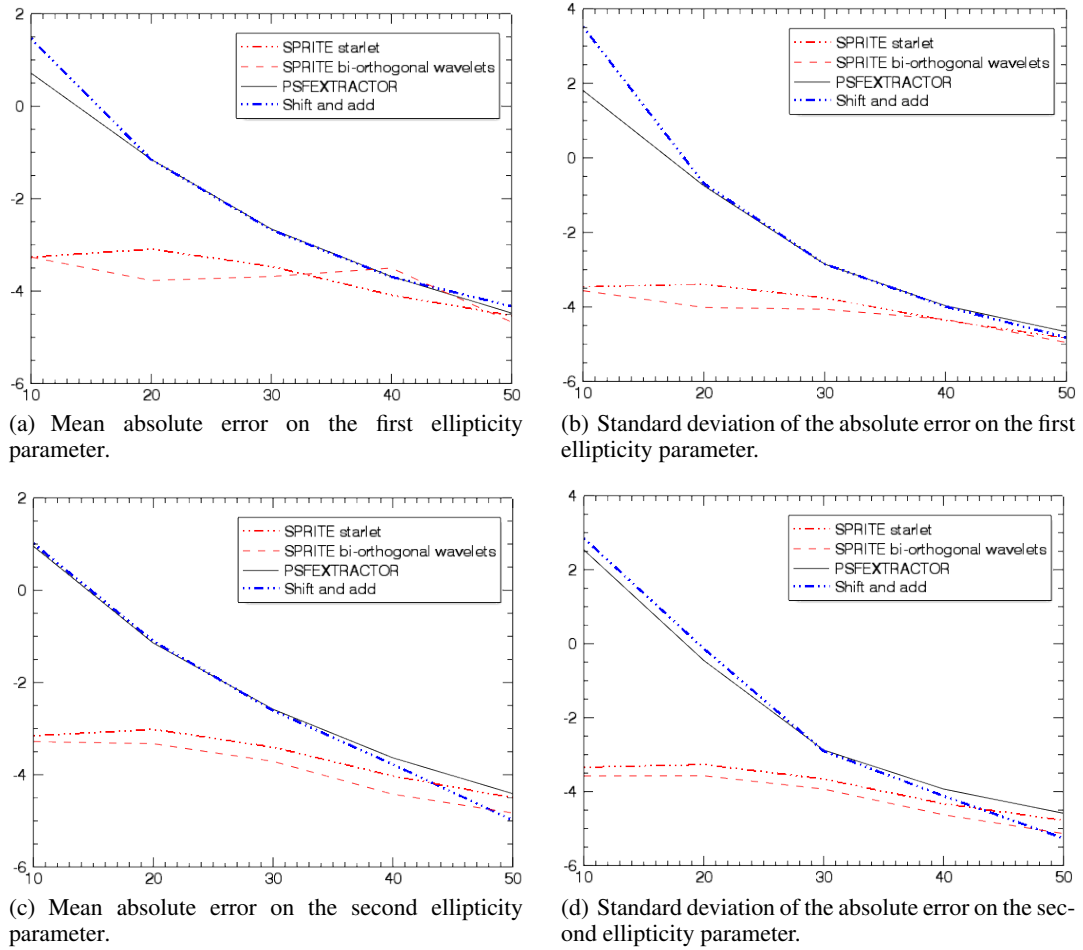 2
0
-2
-4
-6
10 20 30 40 50
SPRITE starlet
SPRITE bi-orthogonal wavelets
PSFEXTRACTOR
Shift and add
(a) Mean absolute error on the first ellipticity
parameter.
4
2
0
-2
-4
-6
10 20 30 40 50
SPRITE starlet
SPRITE bi-orthogonal wavelets
PSFEXTRACTOR
Shift and add
(b) Standard deviation of the absolute error on the first
ellipticity parameter.
2
0
-2
-4
-6
10 20 30 40 50
SPRITE starlet
SPRITE bi-orthogonal wavelets
PSFEXTRACTOR
Shift and add
(c) Mean absolute error on the second ellipticity
parameter.
4
2
0
-2
-4
-6
10 20 30 40 50
SPRITE starlet
SPRITE bi-orthogonal wavelets
PSFEXTRACTOR
Shift and add
(d) Standard deviation of the absolute error on the sec-
ond ellipticity parameter.